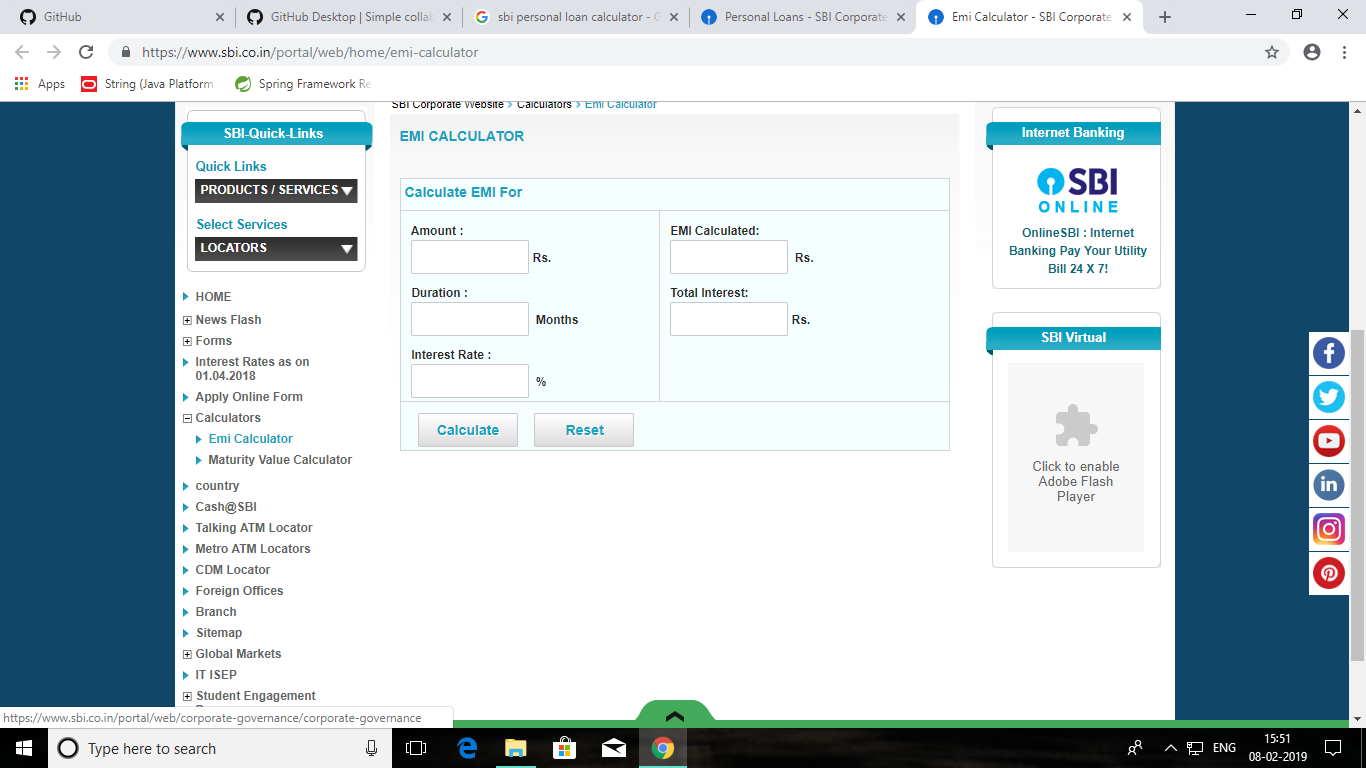 GitHub
GitHub Desktop | Simple collab
sbi personal loan calculator - G
Personal Loans - SBI Corporate
Emi Calculator - SBI Corporate
https://www.sbi.co.in/portal/web/home/emi-calculator
Apps
String (Java Platform
Spring Framework Re
SBI Corporate Website > Calculators > Emi Calculator
SBI-Quick-Links
Quick Links
PRODUCTS / SERVICES
Select Services
LOCATORS
HOME
News Flash
Forms
Interest Rates as on
01.04.2018
Apply Online Form
Calculators
Emi Calculator
Maturity Value Calculator
country
Cash@SBI
Talking ATM Locator
Metro ATM Locators
CDM Locator
Foreign Offices
Branch
Sitemap
Global Markets
IT ISEP
Student Engagement
EMI CALCULATOR
Calculate EMI For
Amount :
Rs.
Duration :
Months
Interest Rate :
%
EMI Calculated:
Rs.
Total Interest:
Rs.
Calculate
Reset
Internet Banking
SBI
ONLINE
OnlineSBI : Internet
Banking Pay Your Utility
Bill 24 X 7!
SBI Virtual
Click to enable
Adobe Flash
Player
https://www.sbi.co.in/portal/web/corporate-governance/corporate-governance
Type here to search
ENG
15:51
08-02-2019